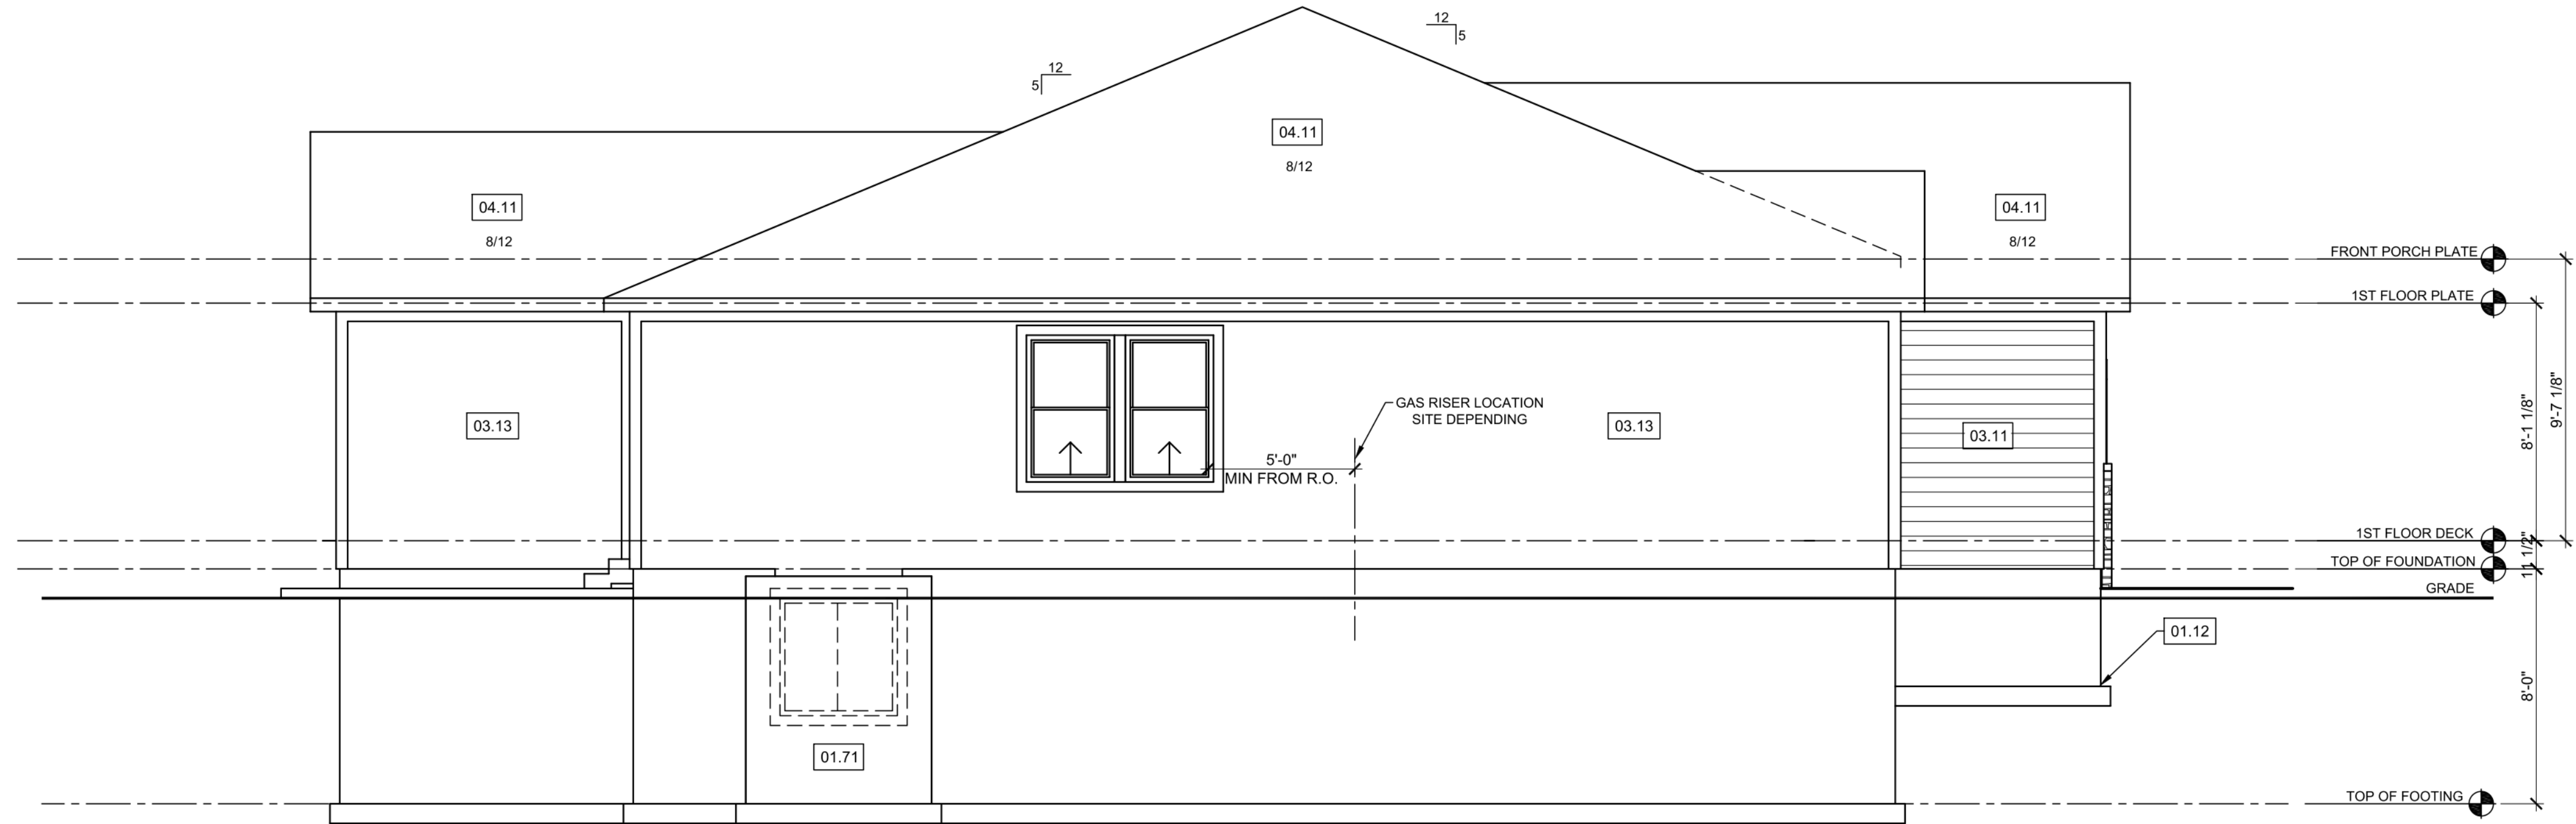 12
5
12
5
04.11
8/12
04.11
8/12
04.11
8/12
FRONT PORCH PLATE
1ST FLOOR PLATE
GAS RISER LOCATION
SITE DEPENDING
03.13
03.13
03.11
5'-0"
MIN FROM R.O.
8'-1 1/8"
9'-7 1/8"
1ST FLOOR DECK
11 1/2"
TOP OF FOUNDATION
GRADE
01.12
8'-0"
01.71
TOP OF FOOTING